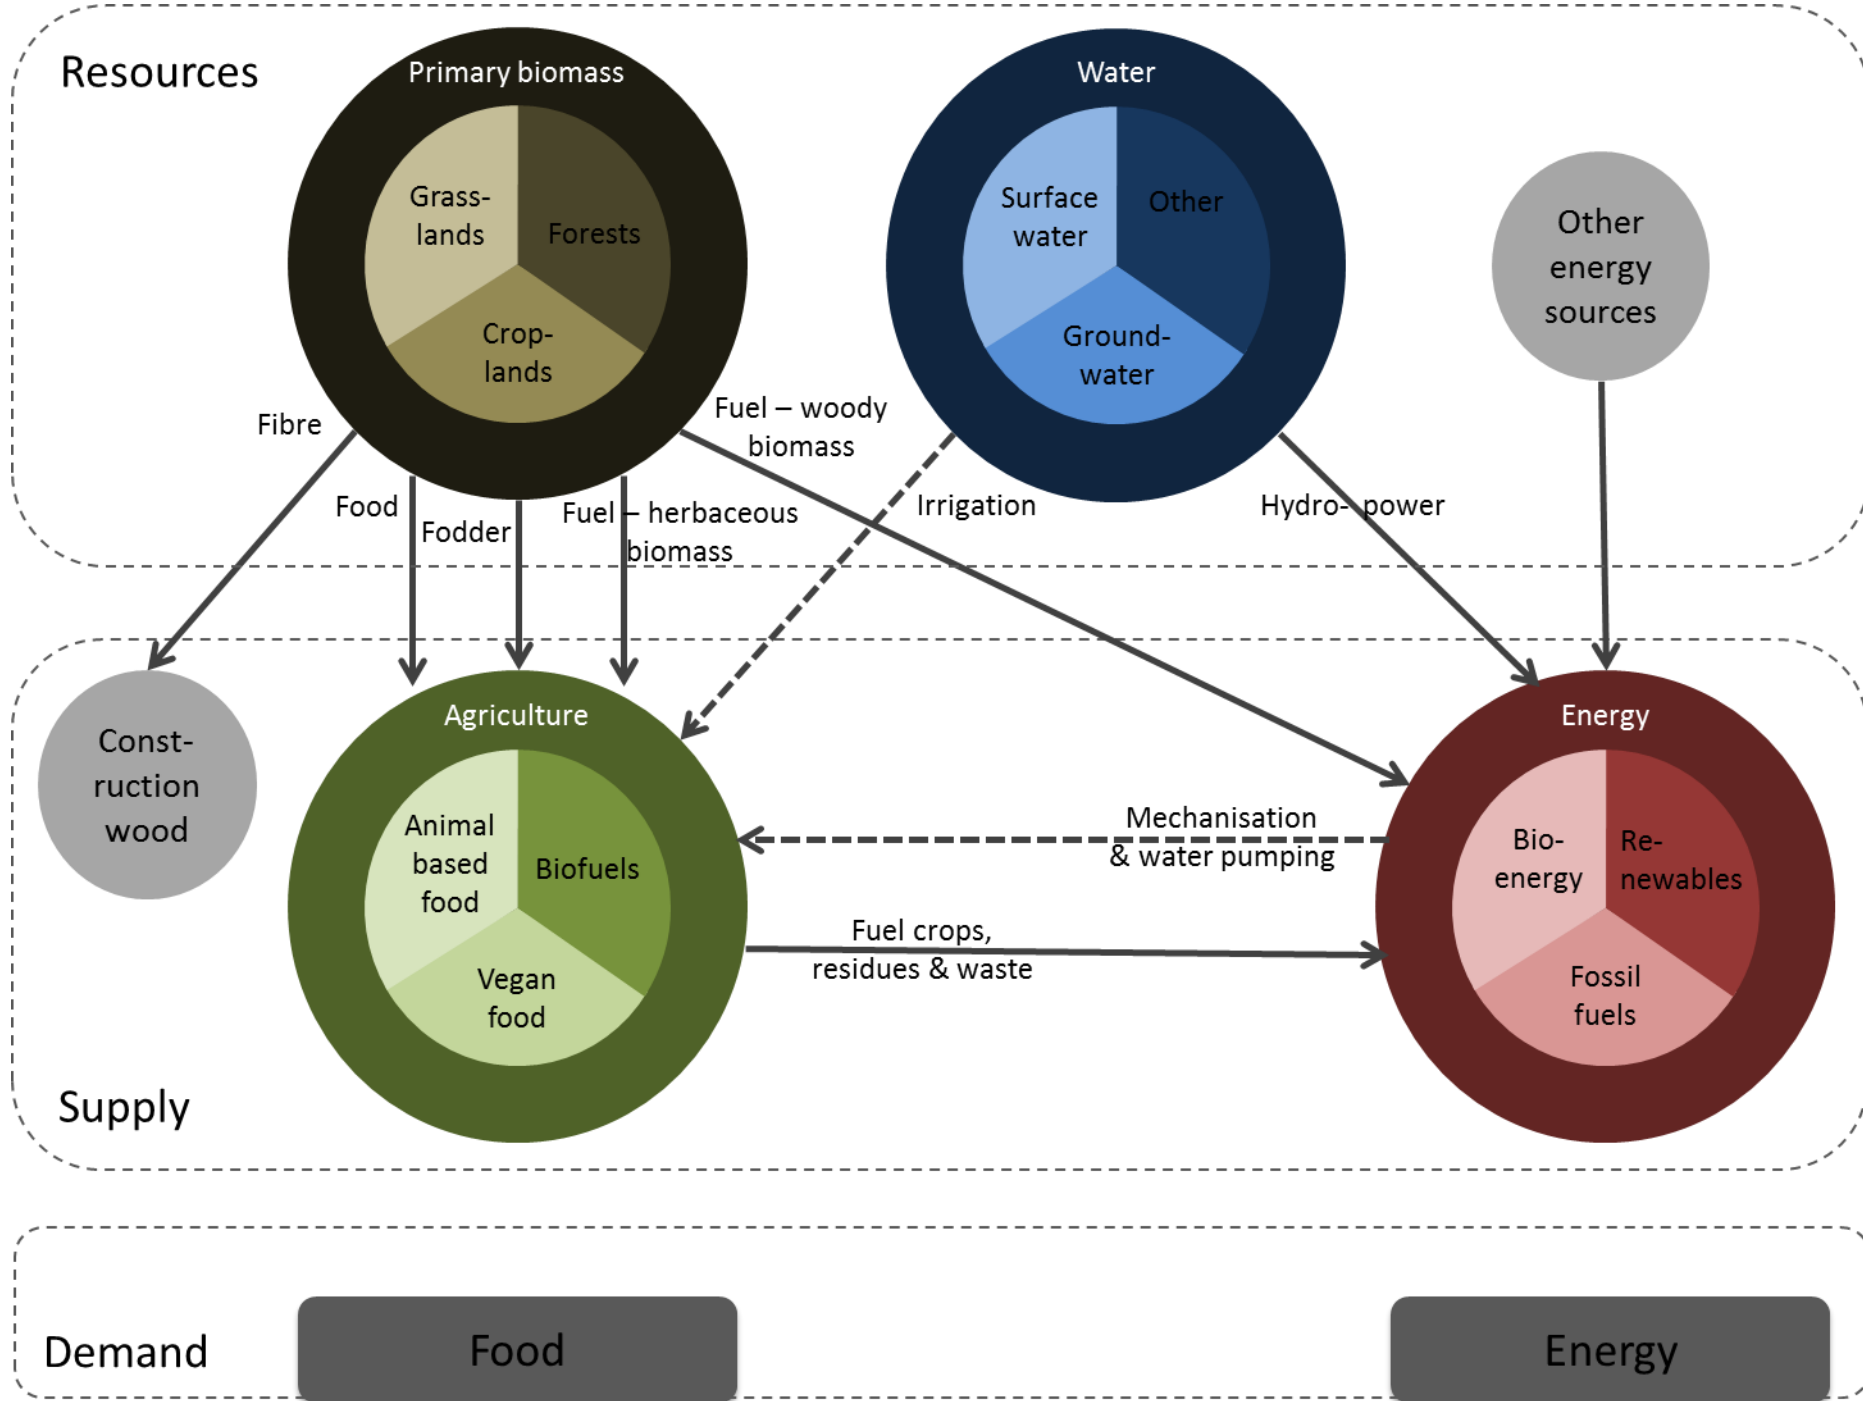 Resources
Primary biomass
Grass-
lands
Forests
Crop-
lands
Water
Surface
water
Other
Ground-
water
Other
energy
sources
Fibre
Food
Fodder
Fuel – herbaceous
biomass
Fuel – woody
biomass
Irrigation
Hydro- power
Const-
ruction
wood
Agriculture
Animal
based
food
Biofuels
Vegan
food
Mechanisation
& water pumping
Fuel crops,
residues & waste
Energy
Bio-
energy
Re-
newables
Fossil
fuels
Supply
Demand
Food
Energy